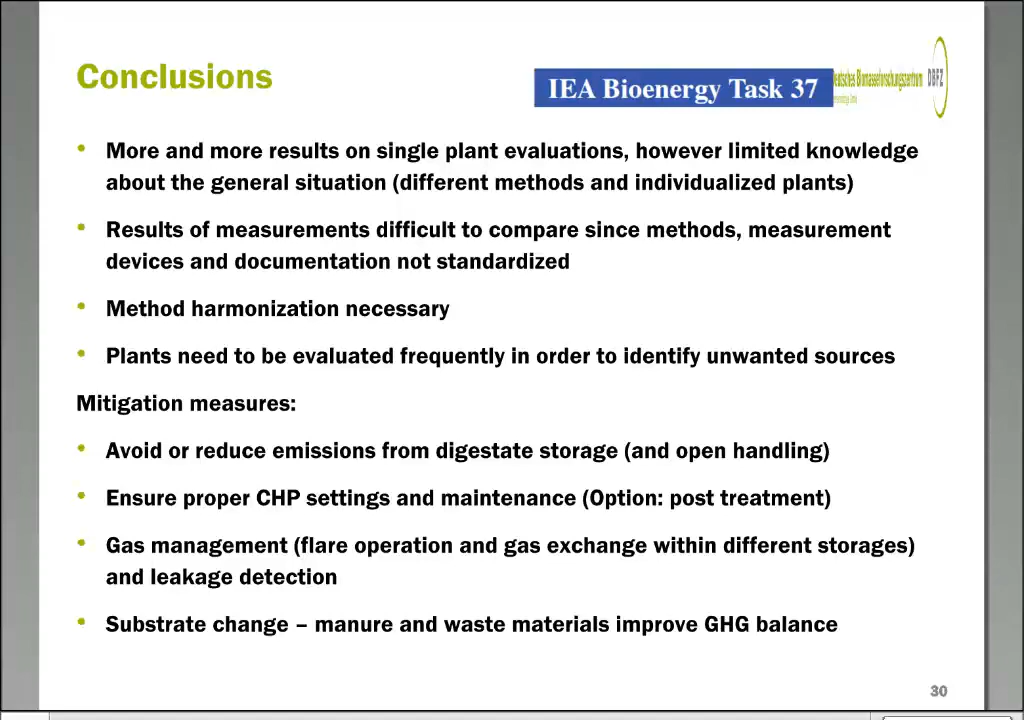 Conclusions
IEA Bioenergy Task 37
Biomasseforschungszentrum
DBFZ
• More and more results on single plant evaluations, however limited knowledge
about the general situation (different methods and individualized plants)
• Results of measurements difficult to compare since methods, measurement
devices and documentation not standardized
• Method harmonization necessary
• Plants need to be evaluated frequently in order to identify unwanted sources
Mitigation measures:
• Avoid or reduce emissions from digestate storage (and open handling)
• Ensure proper CHP settings and maintenance (Option: post treatment)
• Gas management (flare operation and gas exchange within different storages)
and leakage detection
• Substrate change – manure and waste materials improve GHG balance
30